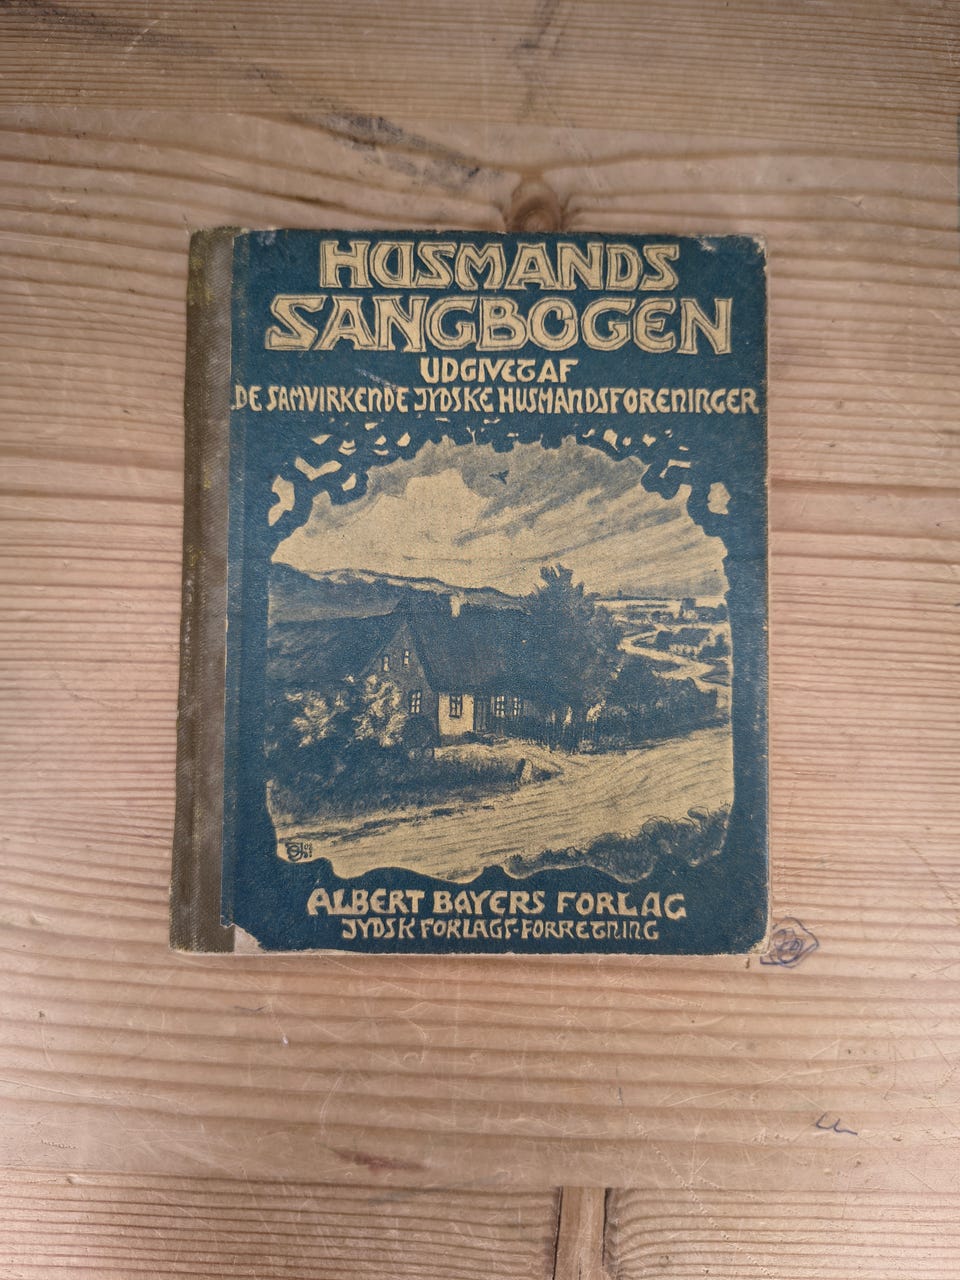 HUSMANDS
SANGBOGEN
UDGIVET AF
DE SAMVIRKENDE JYDSKE HUSMANDSFORENINGER
ALBERT BAYERS FORLAG
JYDSK FORLAGS-FORRETNING